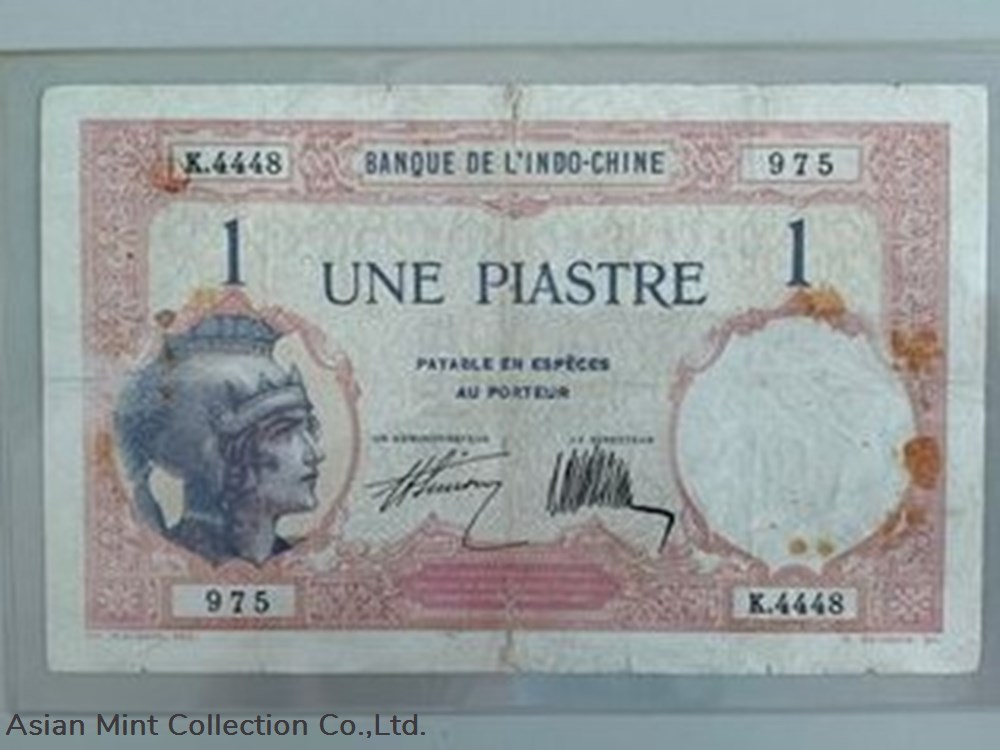 K.4448 BANQUE DE L'INDO-CHINE 975
1 1
UNE PIASTRE
PAYABLE EN ESPÈCES
AU PORTEUR
UN ADMINISTRATEUR LE DIRECTEUR
975 K.4448
Asian Mint Collection Co.,Ltd.